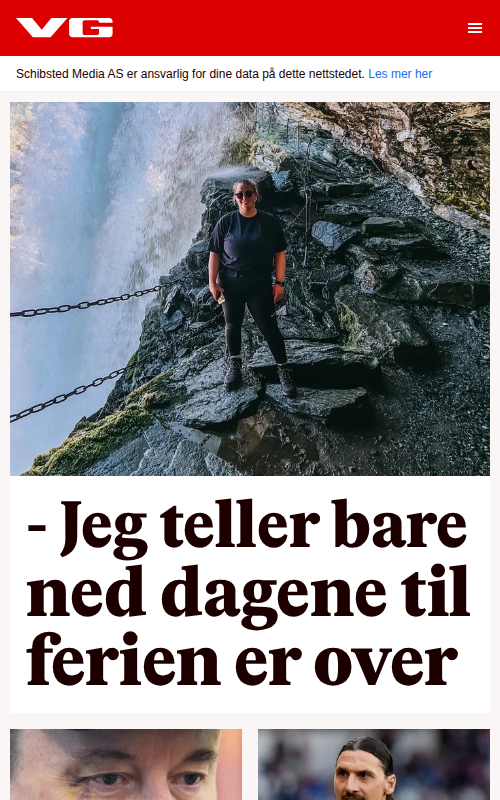 VG
Schibsted Media AS er ansvarlig for dine data på dette nettstedet. Les mer her
- Jeg teller bare
ned dagene til
ferien er over